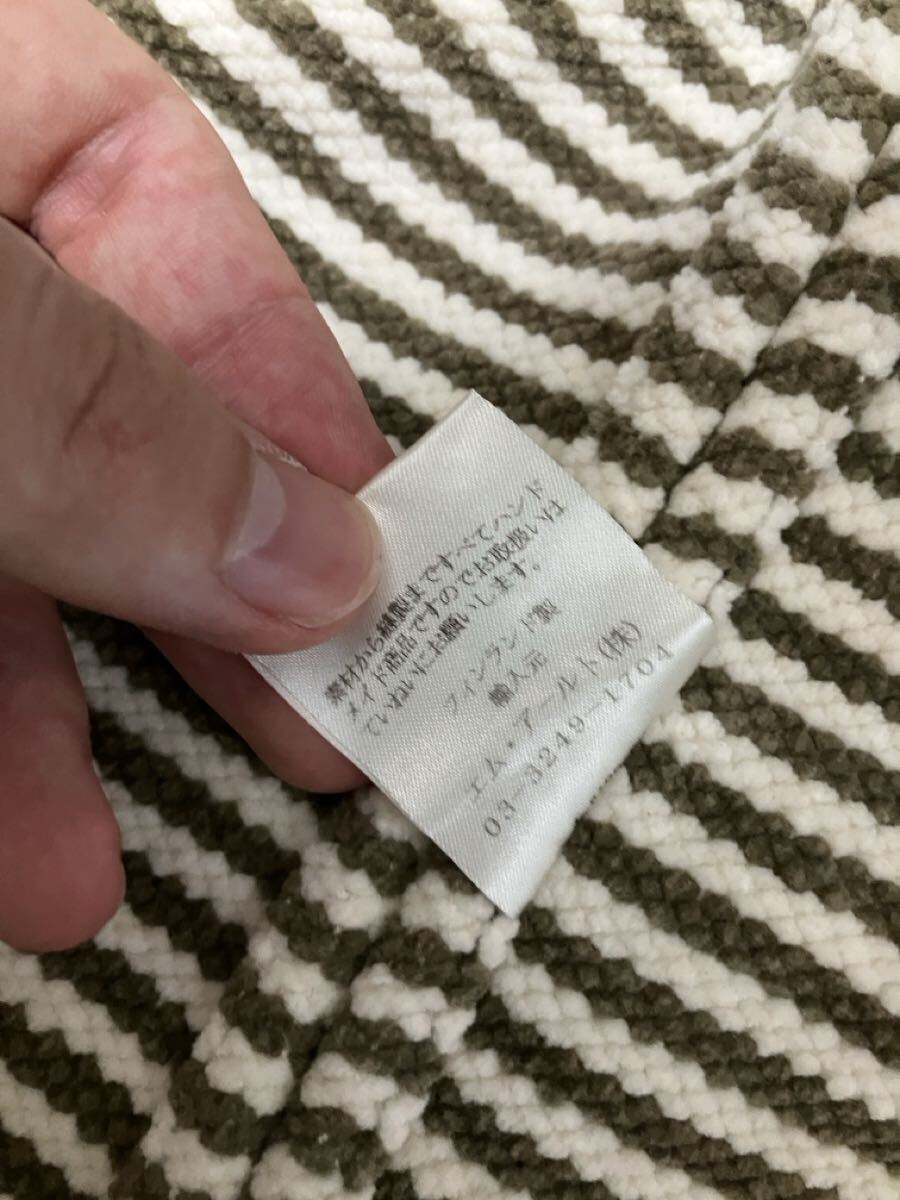 素材から縫製まですべてハンド
メイド商品ですのでお取扱いは
ていねいにお願いします。
フィンランド製
輸入元
エム・アールト(株)
03-3249-1704